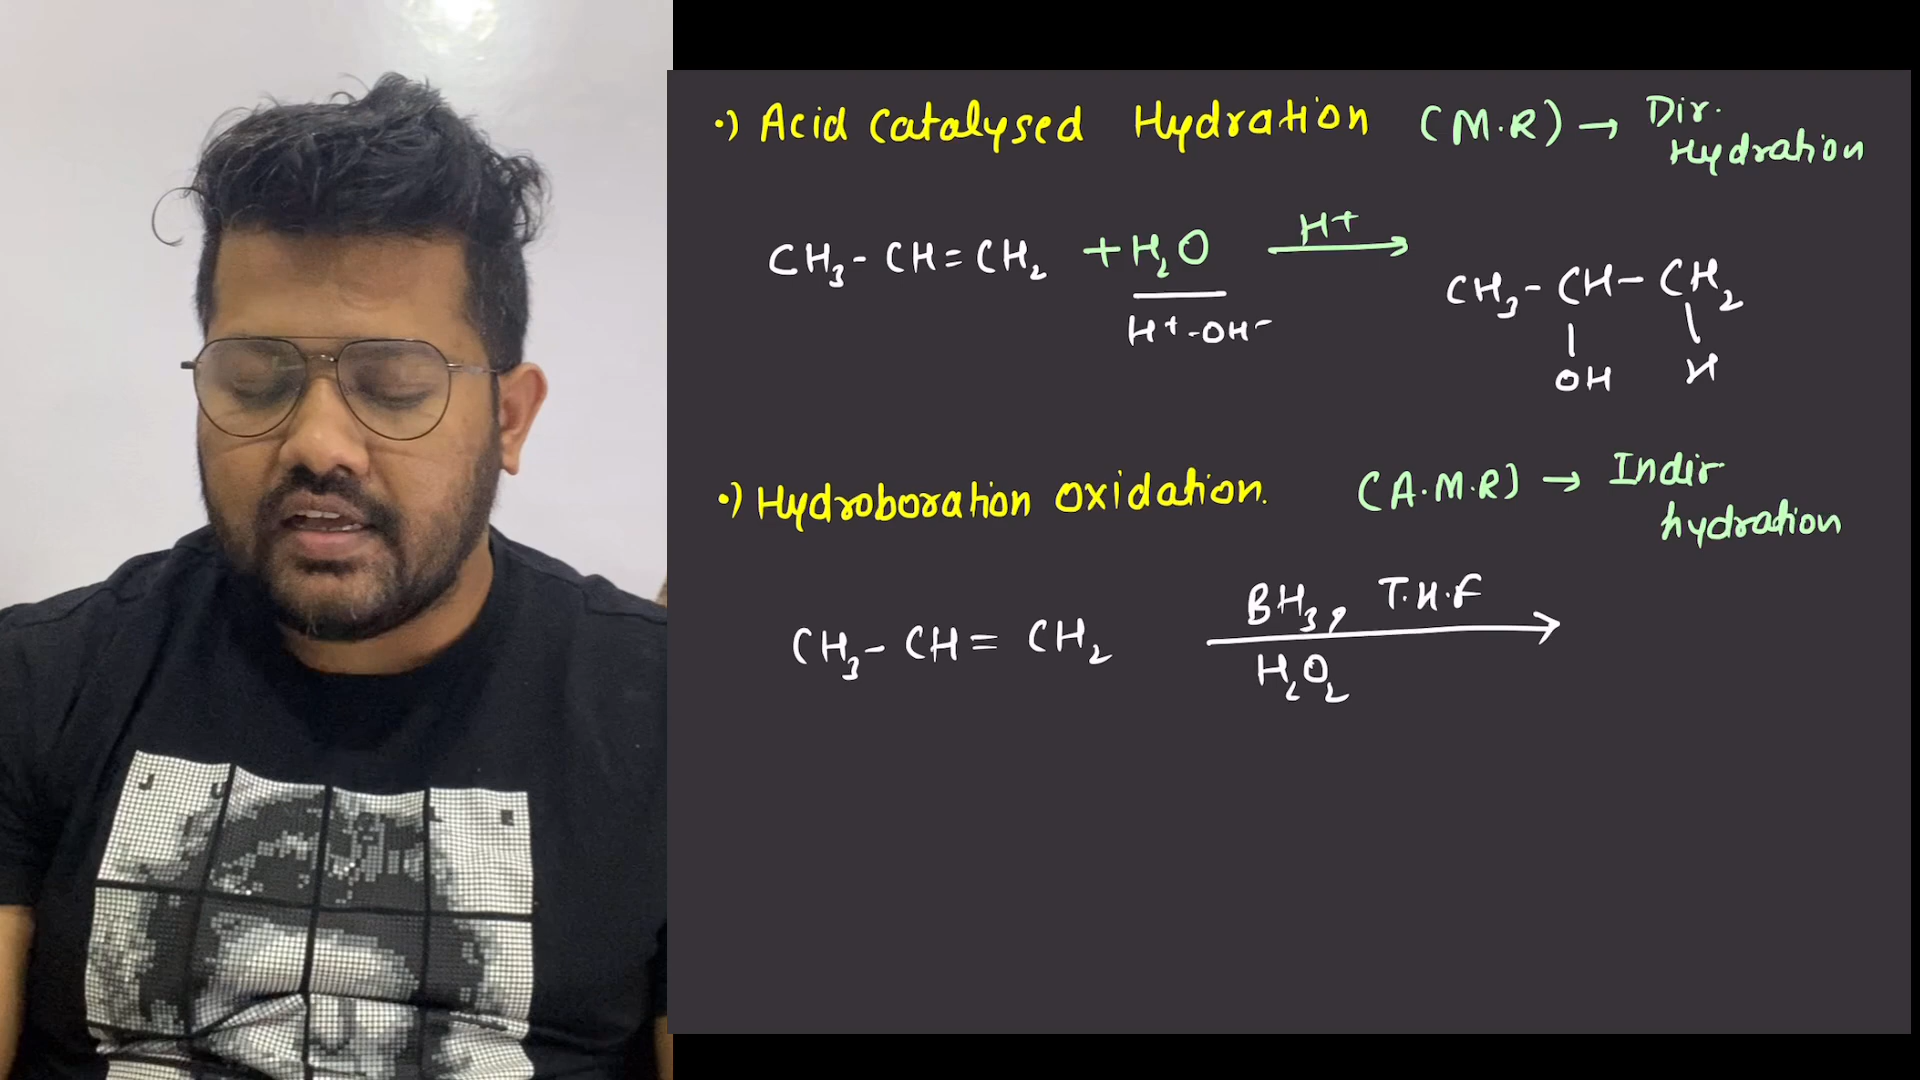 •) Acid Catalysed Hydration (M.R) → Dir. Hydration
CH₃ - CH = CH₂ + H₂O H+ →
H+ -OH-
CH₃ - CH - CH₂
OH H
•) Hydroboration Oxidation. (A.M.R] → Indir hydration
CH₃ - CH = CH₂ BH₃, T.H.F →
H₂O₂